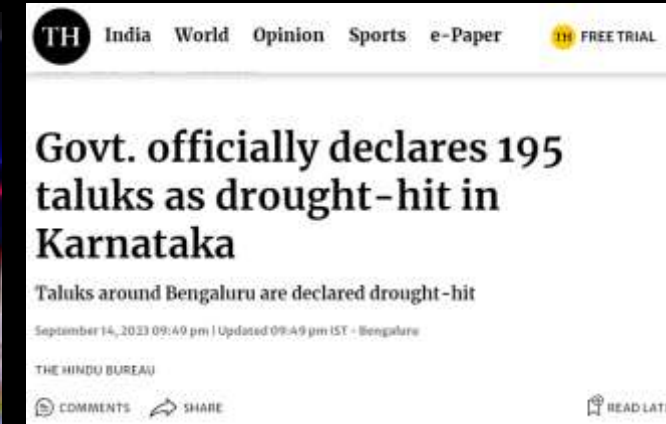 TH India World Opinion Sports e-Paper TH FREE TRIAL
Govt. officially declares 195
taluks as drought-hit in
Karnataka
Taluks around Bengaluru are declared drought-hit
September 14, 2023 09:49 pm | Updated 09:49 pm IST - Bengaluru
THE HINDU BUREAU
COMMENTS SHARE READ LAT